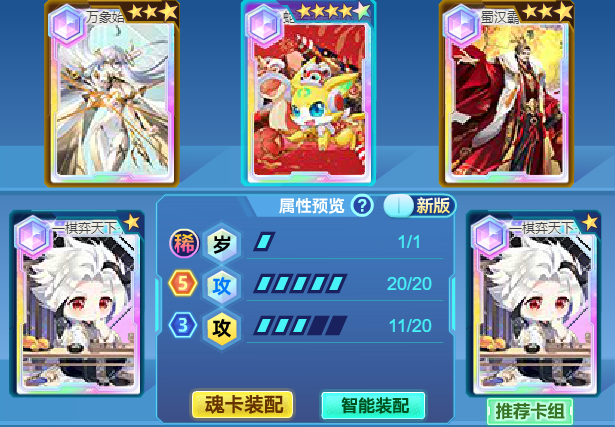 万象始
蜀汉霸
属性预览 ? 新版
一棋弈天下
稀 岁 1/1
5 攻 20/20
3 攻 11/20
魂卡装配
智能装配
一棋弈天下
推荐卡组